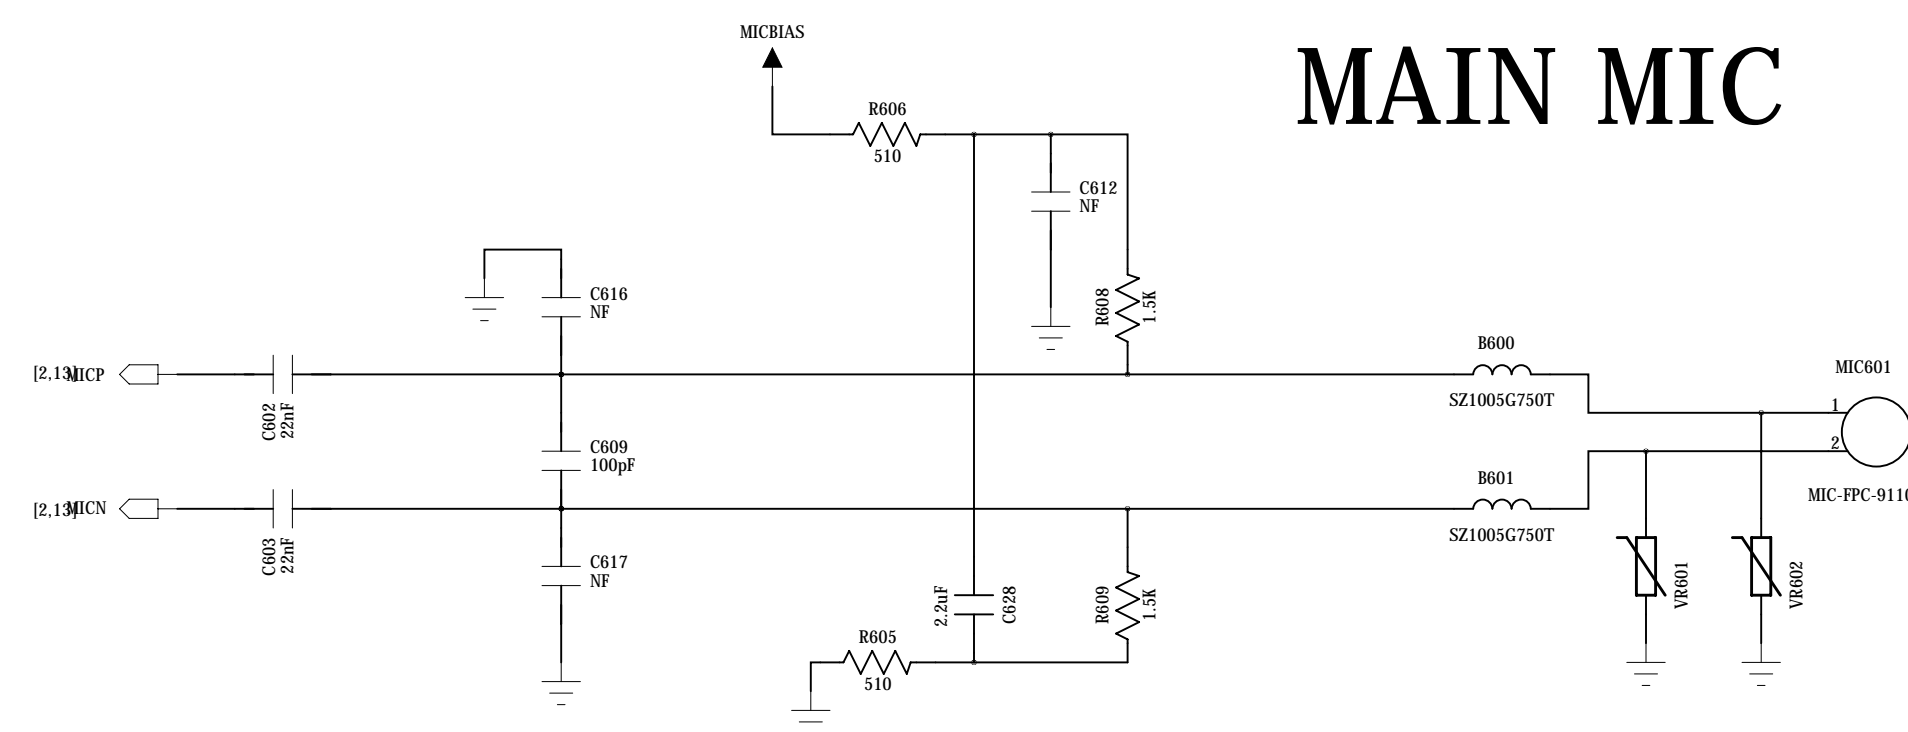 MICBIAS
MAIN MIC
R606
510
C612
NF
C616
NF
R608
1.5K
B600
SZ1005G750T
[2,13]
MICP
C602
22nF
MIC601
1
2
C609
100pF
B601
SZ1005G750T
MIC-FPC-9110
[2,13]
MICN
C603
22nF
C617
NF
2.2uF
C628
R609
1.5K
VR601
VR602
R605
510